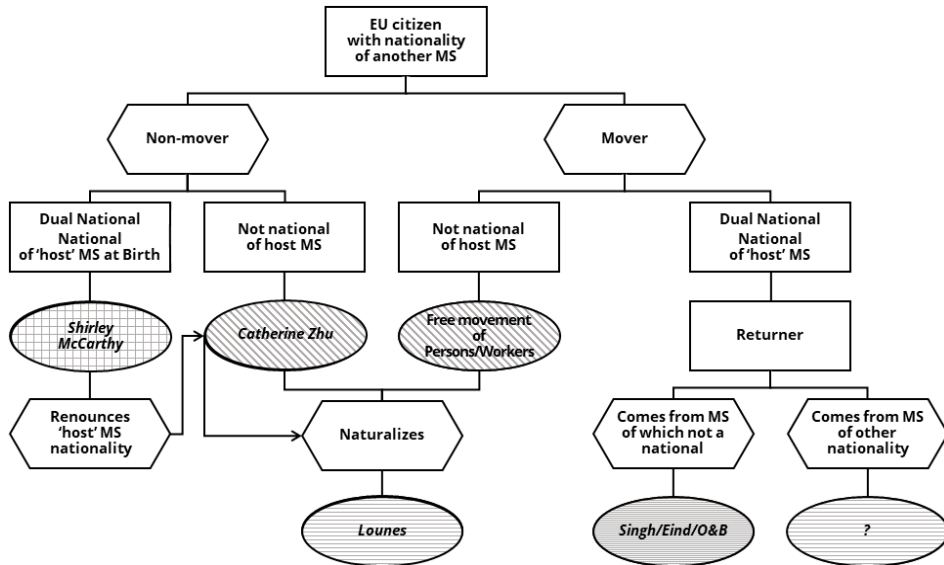 EU citizen
with nationality
of another MS
Non-mover
Mover
Dual National
National
of ‘host’ MS at Birth
Not national
of host MS
Not national
of host MS
Dual National
National
of ‘host’ MS
Shirley
McCarthy
Catherine Zhu
Free movement
of
Persons/Workers
Returner
Renounces
‘host’ MS
nationality
Naturalizes
Comes from MS
of which not a
national
Comes from MS
of other
nationality
Lounes
Singh/Eind/O&B
?